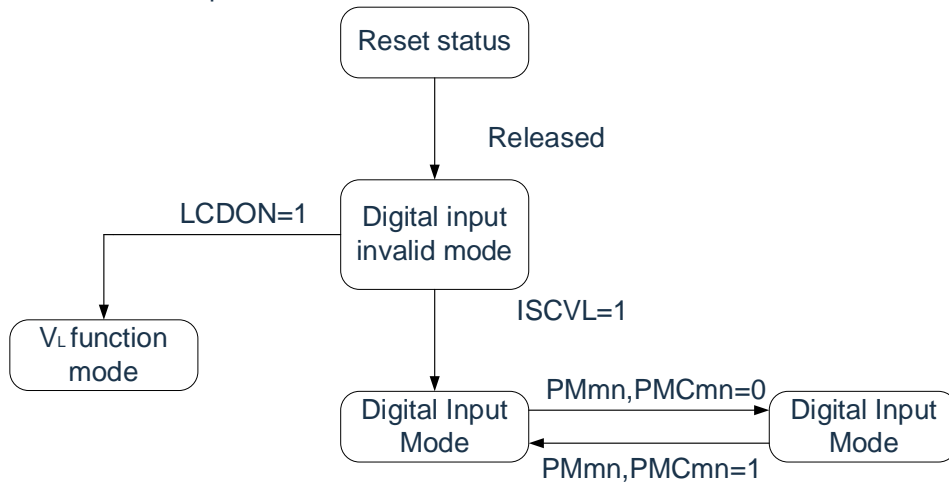 Reset status
Released
Digital input
invalid mode
LCDON=1
ISCVL=1
VL function
mode
Digital Input
Mode
PMmn,PMCmn=0
PMmn,PMCmn=1
Digital Input
Mode